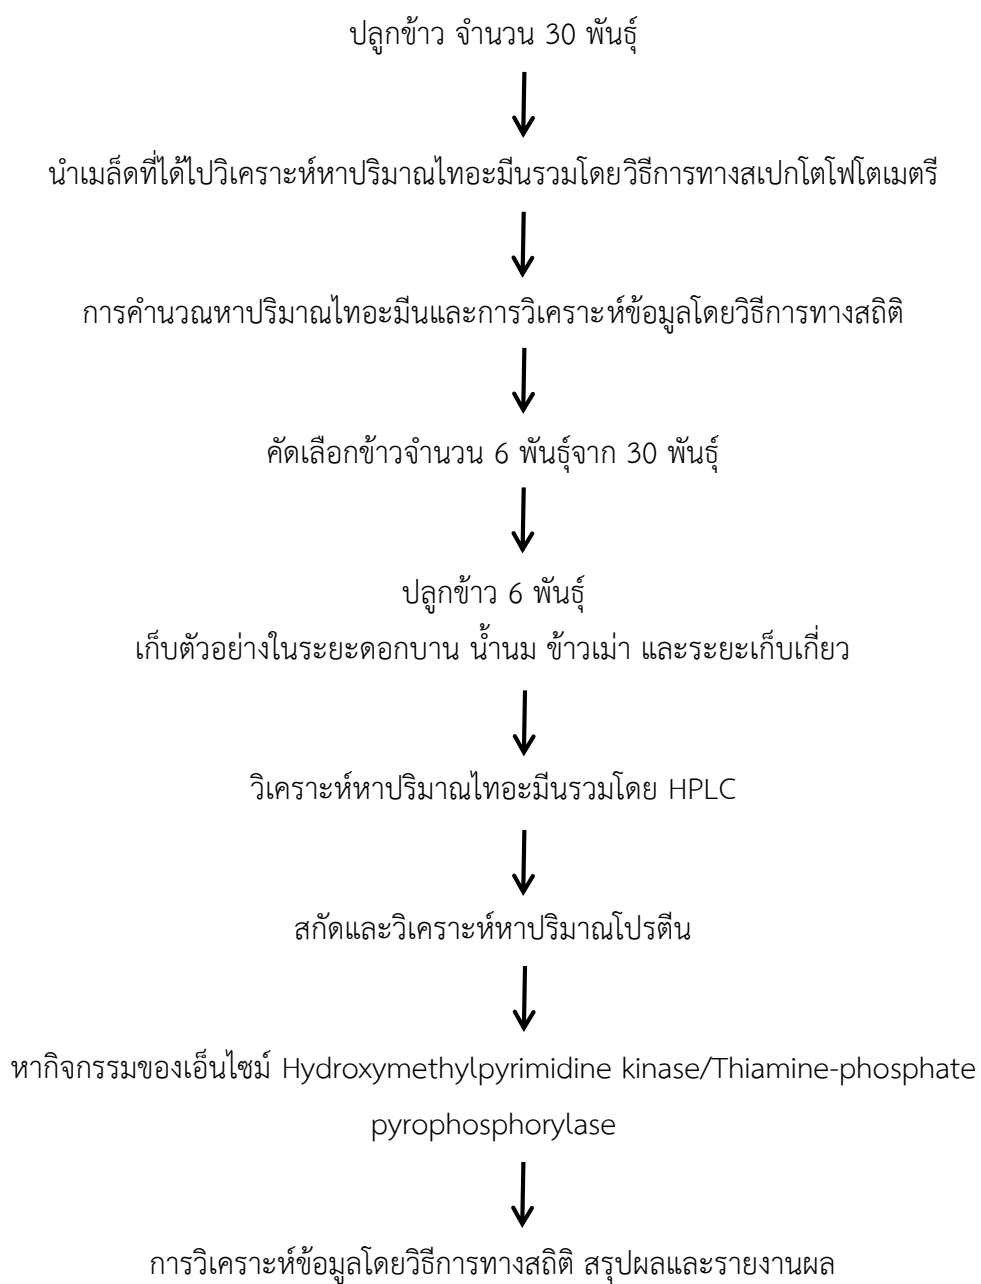 ปลูกข้าว จำนวน 30 พันธุ์
นำเมล็ดที่ได้ไปวิเคราะห์หาปริมาณไทอะมีนรวมโดยวิธีการทางสเปกโตโฟโตเมตรี
การคำนวณหาปริมาณไทอะมีนและการวิเคราะห์ข้อมูลโดยวิธีการทางสถิติ
คัดเลือกข้าวจำนวน 6 พันธุ์จาก 30 พันธุ์
ปลูกข้าว 6 พันธุ์
เก็บตัวอย่างในระยะดอกบาน น้ำนม ข้าวเม่า และระยะเก็บเกี่ยว
วิเคราะห์หาปริมาณไทอะมีนรวมโดย HPLC
สกัดและวิเคราะห์หาปริมาณโปรตีน
หากิจกรรมของเอ็นไซม์ Hydroxymethylpyrimidine kinase/Thiamine-phosphate
pyrophosphorylase
การวิเคราะห์ข้อมูลโดยวิธีการทางสถิติ สรุปผลและรายงานผล